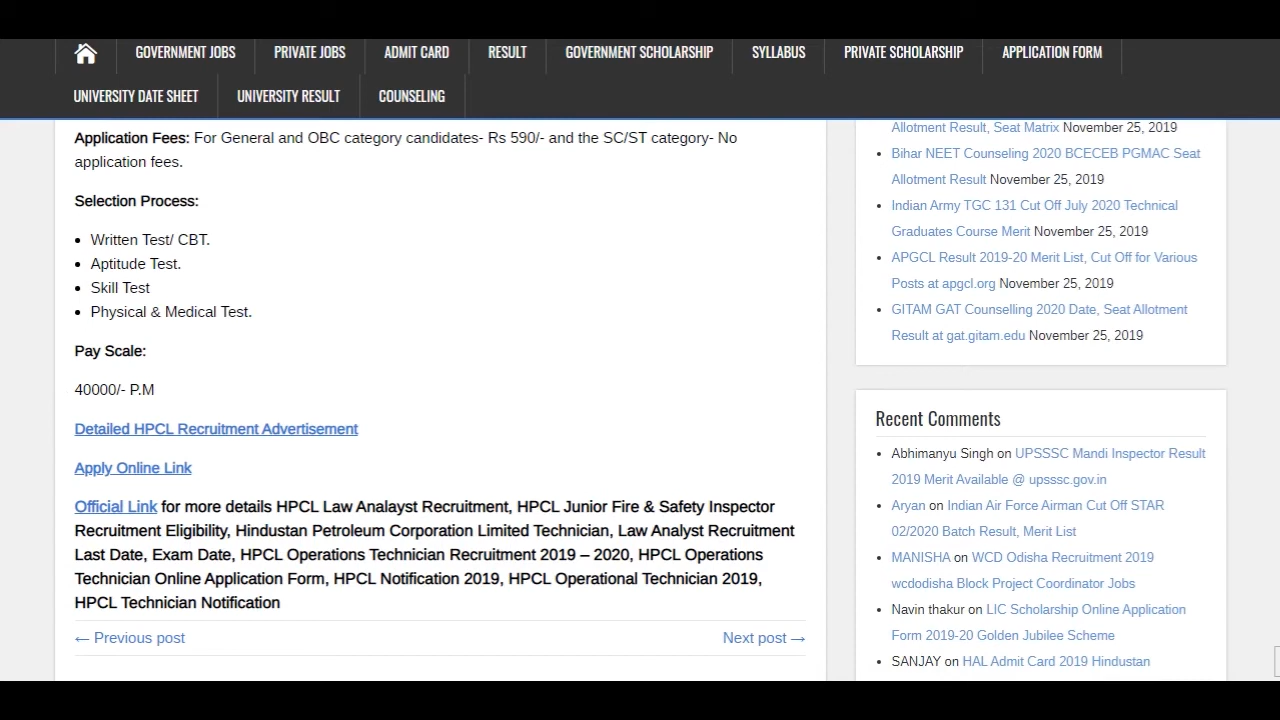 GOVERNMENT JOBS PRIVATE JOBS ADMIT CARD RESULT GOVERNMENT SCHOLARSHIP SYLLABUS PRIVATE SCHOLARSHIP APPLICATION FORM
UNIVERSITY DATE SHEET UNIVERSITY RESULT COUNSELING
Application Fees: For General and OBC category candidates- Rs 590/- and the SC/ST category- No
application fees.
Selection Process:
Written Test/ CBT.
Aptitude Test.
Skill Test
Physical & Medical Test.
Pay Scale:
40000/- P.M
Detailed HPCL Recruitment Advertisement
Apply Online Link
Official Link for more details HPCL Law Analayst Recruitment, HPCL Junior Fire & Safety Inspector
Recruitment Eligibility, Hindustan Petroleum Corporation Limited Technician, Law Analyst Recruitment
Last Date, Exam Date, HPCL Operations Technician Recruitment 2019 – 2020, HPCL Operations
Technician Online Application Form, HPCL Notification 2019, HPCL Operational Technician 2019,
HPCL Technician Notification
← Previous post Next post →
Allotment Result, Seat Matrix November 25, 2019
Bihar NEET Counseling 2020 BCECEB PGMAC Seat
Allotment Result November 25, 2019
Indian Army TGC 131 Cut Off July 2020 Technical
Graduates Course Merit November 25, 2019
APGCL Result 2019-20 Merit List, Cut Off for Various
Posts at apgcl.org November 25, 2019
GITAM GAT Counselling 2020 Date, Seat Allotment
Result at gat.gitam.edu November 25, 2019
Recent Comments
Abhimanyu Singh on UPSSSC Mandi Inspector Result
2019 Merit Available @ upsssc.gov.in
Aryan on Indian Air Force Airman Cut Off STAR
02/2020 Batch Result, Merit List
MANISHA on WCD Odisha Recruitment 2019
wcdodisha Block Project Coordinator Jobs
Navin thakur on LIC Scholarship Online Application
Form 2019-20 Golden Jubilee Scheme
SANJAY on HAL Admit Card 2019 Hindustan